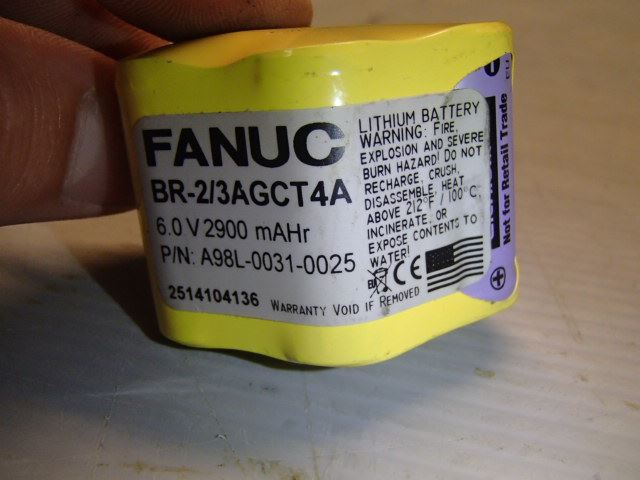 FANUC
BR-2/3AGCT4A
6.0 V 2900 mAHr
P/N: A98L-0031-0025
2514104136
WARRANTY VOID IF REMOVED
LITHIUM BATTERY
WARNING: FIRE,
EXPLOSION AND SEVERE
BURN HAZARD! DO NOT
RECHARGE, CRUSH,
DISASSEMBLE, HEAT
ABOVE 212°F / 100°C,
INCINERATE, OR
EXPOSE CONTENTS TO
WATER!
CE
Not for Retail Trade